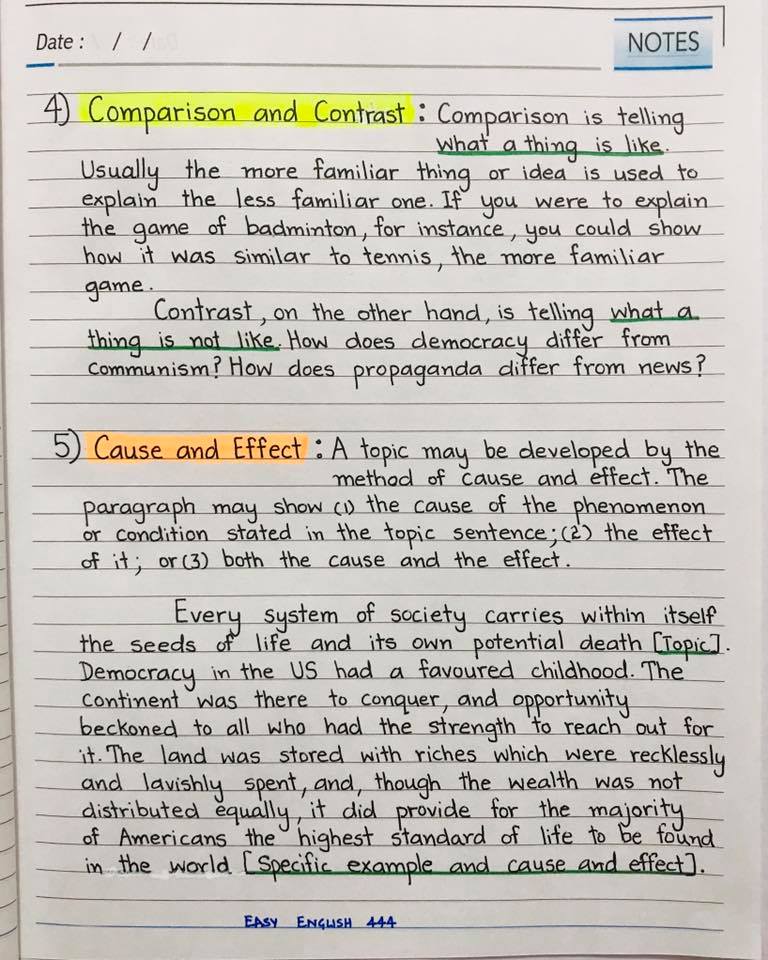 Date : / /
NOTES
4) Comparison and Contrast : Comparison is telling
what a thing is like.
Usually the more familiar thing or idea is used to
explain the less familiar one. If you were to explain
the game of badminton, for instance, you could show
how it was similar to tennis, the more familiar
game.
Contrast, on the other hand, is telling what a
thing is not like. How does democracy differ from
communism? How does propaganda differ from news?
5) Cause and Effect : A topic may be developed by the
method of cause and effect. The
paragraph may show (1) the cause of the phenomenon
or condition stated in the topic sentence; (2) the effect
of it; or (3) both the cause and the effect.
Every system of society carries within itself
the seeds of life and its own potential death [Topic].
Democracy in the US had a favoured childhood. The
continent was there to conquer, and opportunity
beckoned to all who had the strength to reach out for
it. The land was stored with riches which were recklessly
and lavishly spent, and, though the wealth was not
distributed equally, it did provide for the majority
of Americans the highest standard of life to be found
in the world [Specific example and cause and effect].
EASY ENGLISH 444